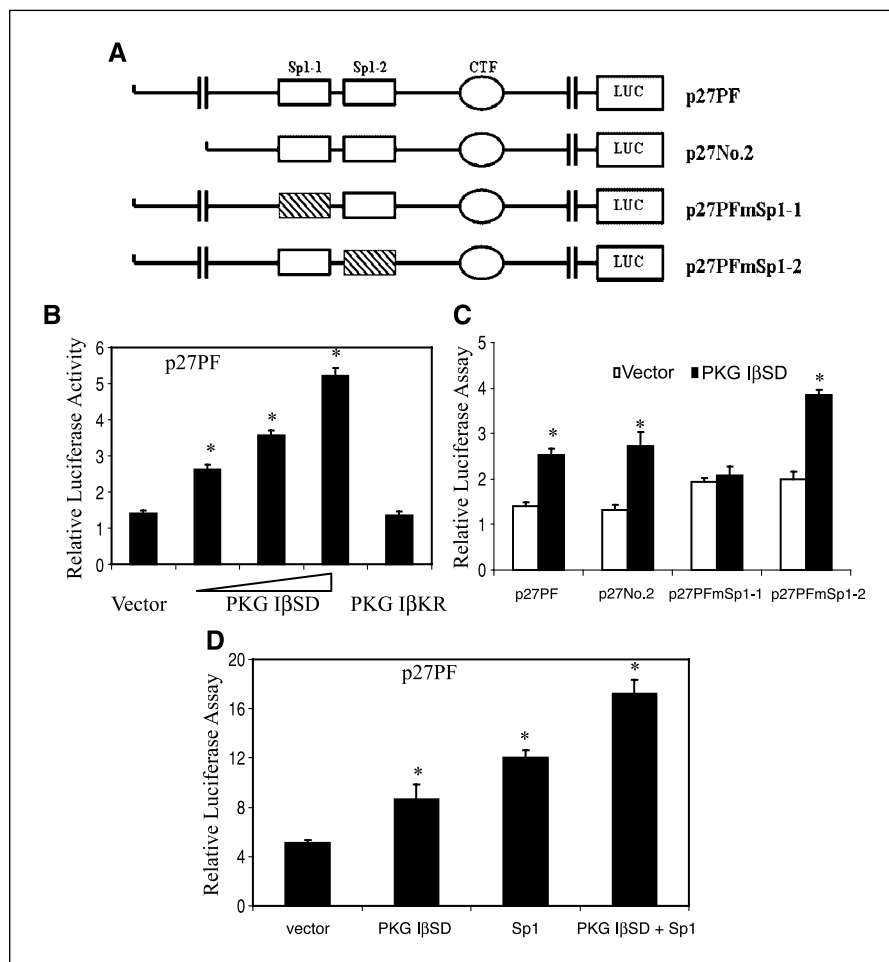 A
Sp1-1 Sp1-2 CTF
LUC p27PF
LUC p27No.2
LUC p27PFmSp1-1
LUC p27PFmSp1-2
B
p27PF
Relative Luciferase Activity
6
5
4
3
2
1
0
* * *
Vector PKG IβSD PKG IβKR
C
Relative Luciferase Assay
5
4
3
2
1
0
Vector PKG IβSD
* * *
p27PF p27No.2 p27PFmSp1-1 p27PFmSp1-2
D
p27PF
Relative Luciferase Assay
20
16
12
8
4
0
* * *
vector PKG IβSD Sp1 PKG IβSD + Sp1